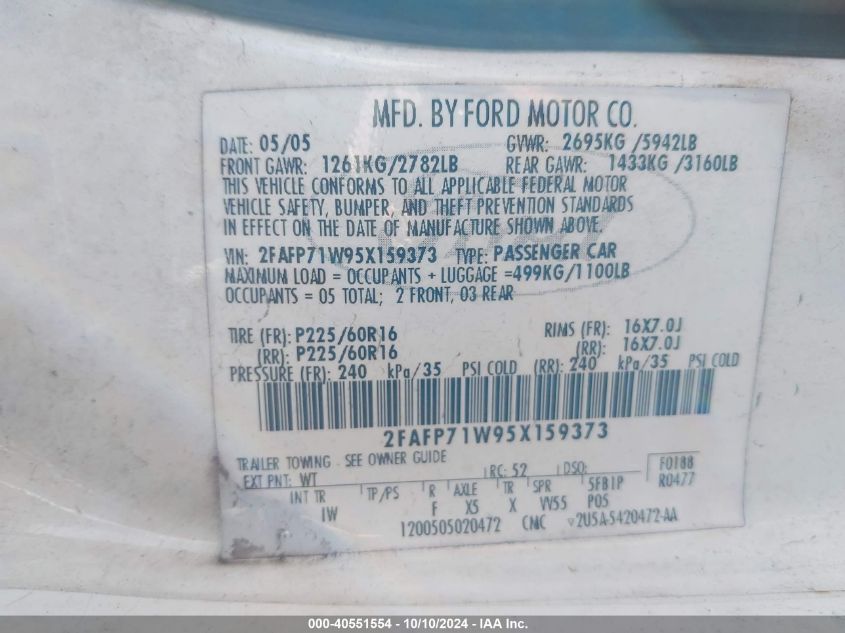 MFD. BY FORD MOTOR CO.
DATE: 05/05 GVWR: 2695KG /5942LB
FRONT GAWR: 1261KG/2782LB REAR GAWR: 1433KG /3160LB
THIS VEHICLE CONFORMS TO ALL APPLICABLE FEDERAL MOTOR
VEHICLE SAFETY, BUMPER, AND THEFT PREVENTION STANDARDS
IN EFFECT ON THE DATE OF MANUFACTURE SHOWN ABOVE.
VIN: 2FAFP71W95X159373 TYPE: PASSENGER CAR
MAXIMUM LOAD = OCCUPANTS + LUGGAGE =499KG/1100LB
OCCUPANTS = 05 TOTAL; 2 FRONT, 03 REAR
TIRE (FR): P225/60R16 RIMS (FR): 16X7.0J
(RR): P225/60R16 (RR): 16X7.0J
PRESSURE (FR): 240 kPa/35 PSI COLD (RR): 240 kPa/35 PSI COLD
2FAFP71W95X159373
TRAILER TOWING - SEE OWNER GUIDE
EXT PNT: WT RC: 52 DSO: F0188
R0477
INT TR TP/PS R AXLE TR SPR 5FB1P
IW F X5 X VV55 P05
1200505020472 CMC 2U5A-5420472-AA
000-40551554 - 10/10/2024 - IAA Inc.